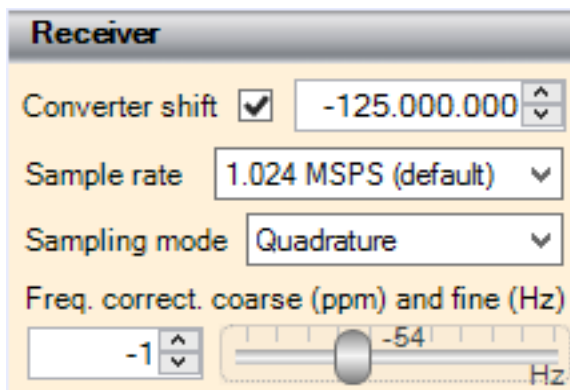 Receiver
Converter shift -125.000.000
Sample rate 1.024 MSPS (default)
Sampling mode Quadrature
Freq. correct. coarse (ppm) and fine (Hz)
-1 -54
Hz